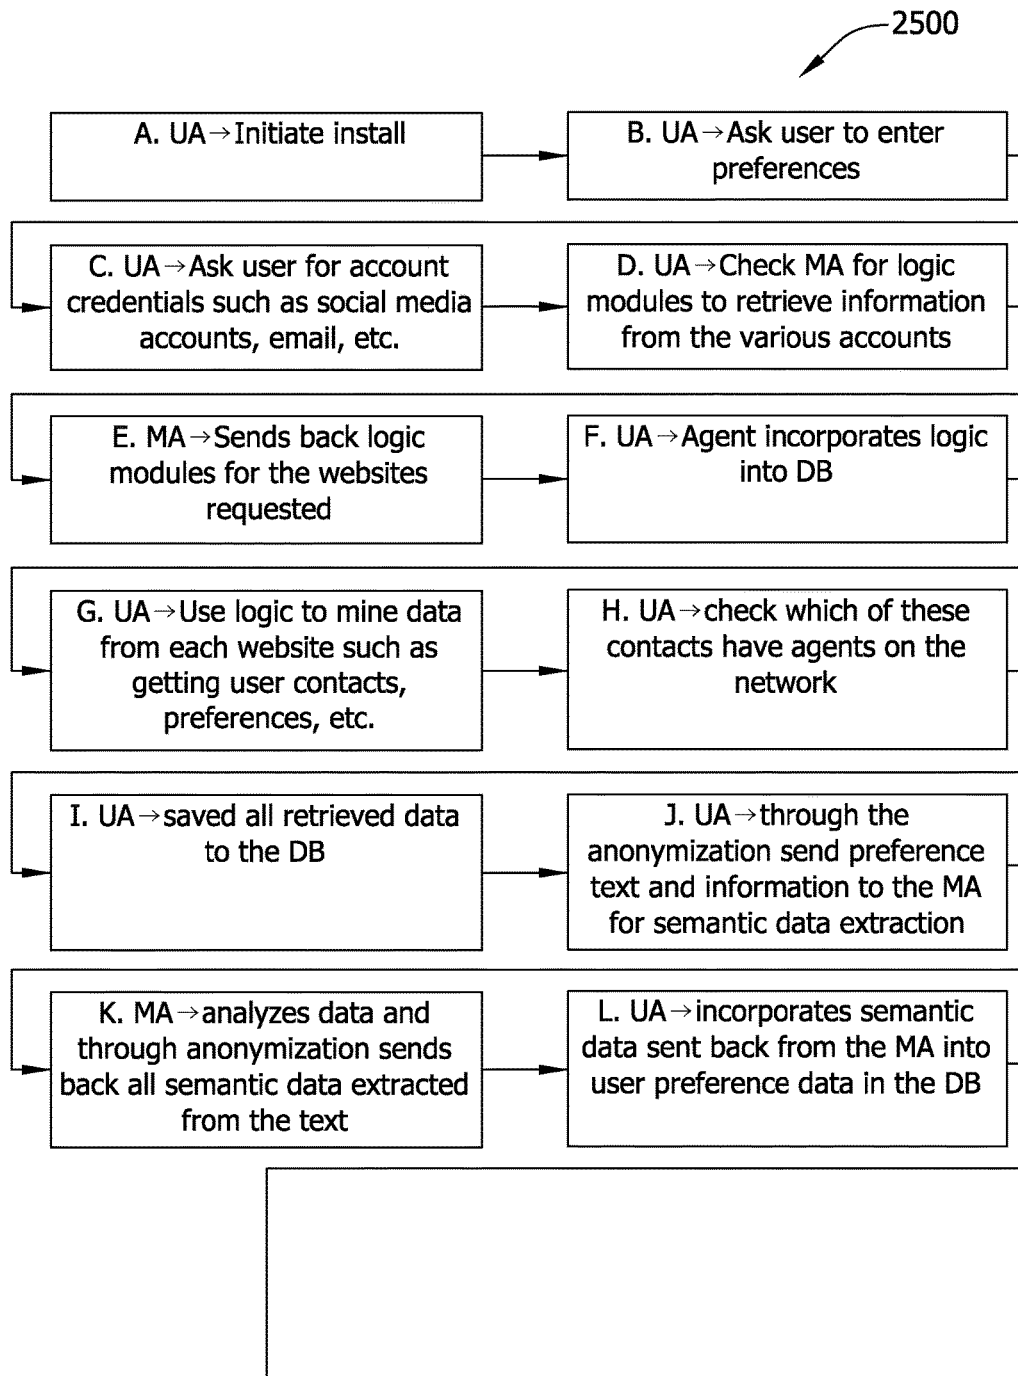 2500
A. UA→Initiate install
B. UA→Ask user to enter
preferences
C. UA→Ask user for account
credentials such as social media
accounts, email, etc.
D. UA→Check MA for logic
modules to retrieve information
from the various accounts
E. MA→Sends back logic
modules for the websites
requested
F. UA→Agent incorporates logic
into DB
G. UA→Use logic to mine data
from each website such as
getting user contacts,
preferences, etc.
H. UA→check which of these
contacts have agents on the
network
I. UA→saved all retrieved data
to the DB
J. UA→through the
anonymization send preference
text and information to the MA
for semantic data extraction
K. MA→analyzes data and
through anonymization sends
back all semantic data extracted
from the text
L. UA→incorporates semantic
data sent back from the MA into
user preference data in the DB